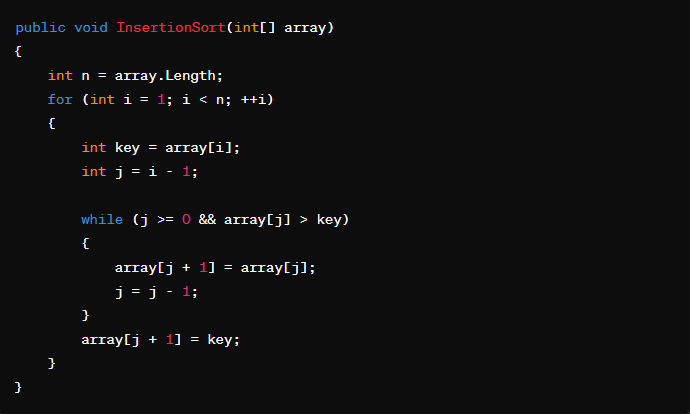 public void InsertionSort(int[] array)
{
    int n = array.Length;
    for (int i = 1; i < n; ++i)
    {
        int key = array[i];
        int j = i - 1;

        while (j >= 0 && array[j] > key)
        {
            array[j + 1] = array[j];
            j = j - 1;
        }
        array[j + 1] = key;
    }
}